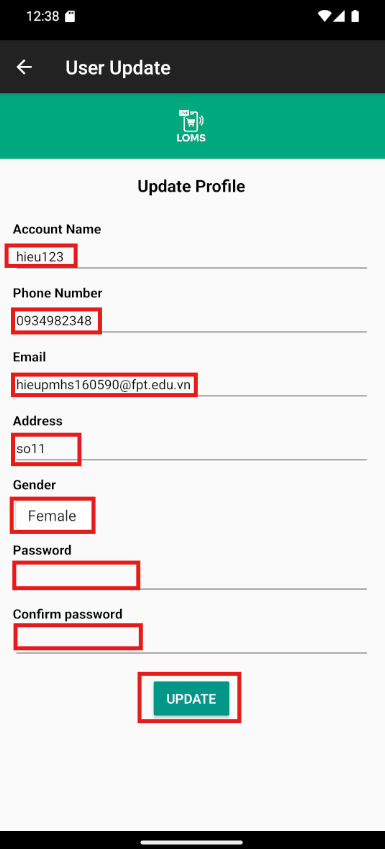 12:38
User Update
LOMS
Update Profile
Account Name
hieu123
Phone Number
0934982348
Email
hieupmhs160590@fpt.edu.vn
Address
so11
Gender
Female
Password
Confirm password
UPDATE